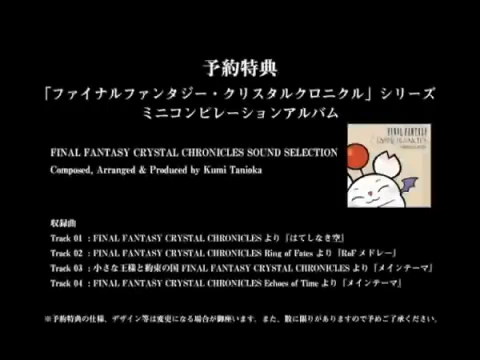 予約特典
「ファイナルファンタジー・クリスタルクロニクル」シリーズ
ミニコンピレーションアルバム
FINAL FANTASY CRYSTAL CHRONICLES SOUND SELECTION
Composed, Arranged & Produced by Kumi Tanioka
FINAL FANTASY
収録曲
Track 01 : FINAL FANTASY CRYSTAL CHRONICLES より『はてしなき空』
Track 02 : FINAL FANTASY CRYSTAL CHRONICLES Ring of Fates より『RoF メドレー』
Track 03 : 小さな王様と約束の国 FINAL FANTASY CRYSTAL CHRONICLES より『メインテーマ』
Track 04 : FINAL FANTASY CRYSTAL CHRONICLES Echoes of Time より『メインテーマ』
※予約特典の仕様、デザイン等は変更になる場合が御座います。また、数に限りがありますので予めご了承ください。